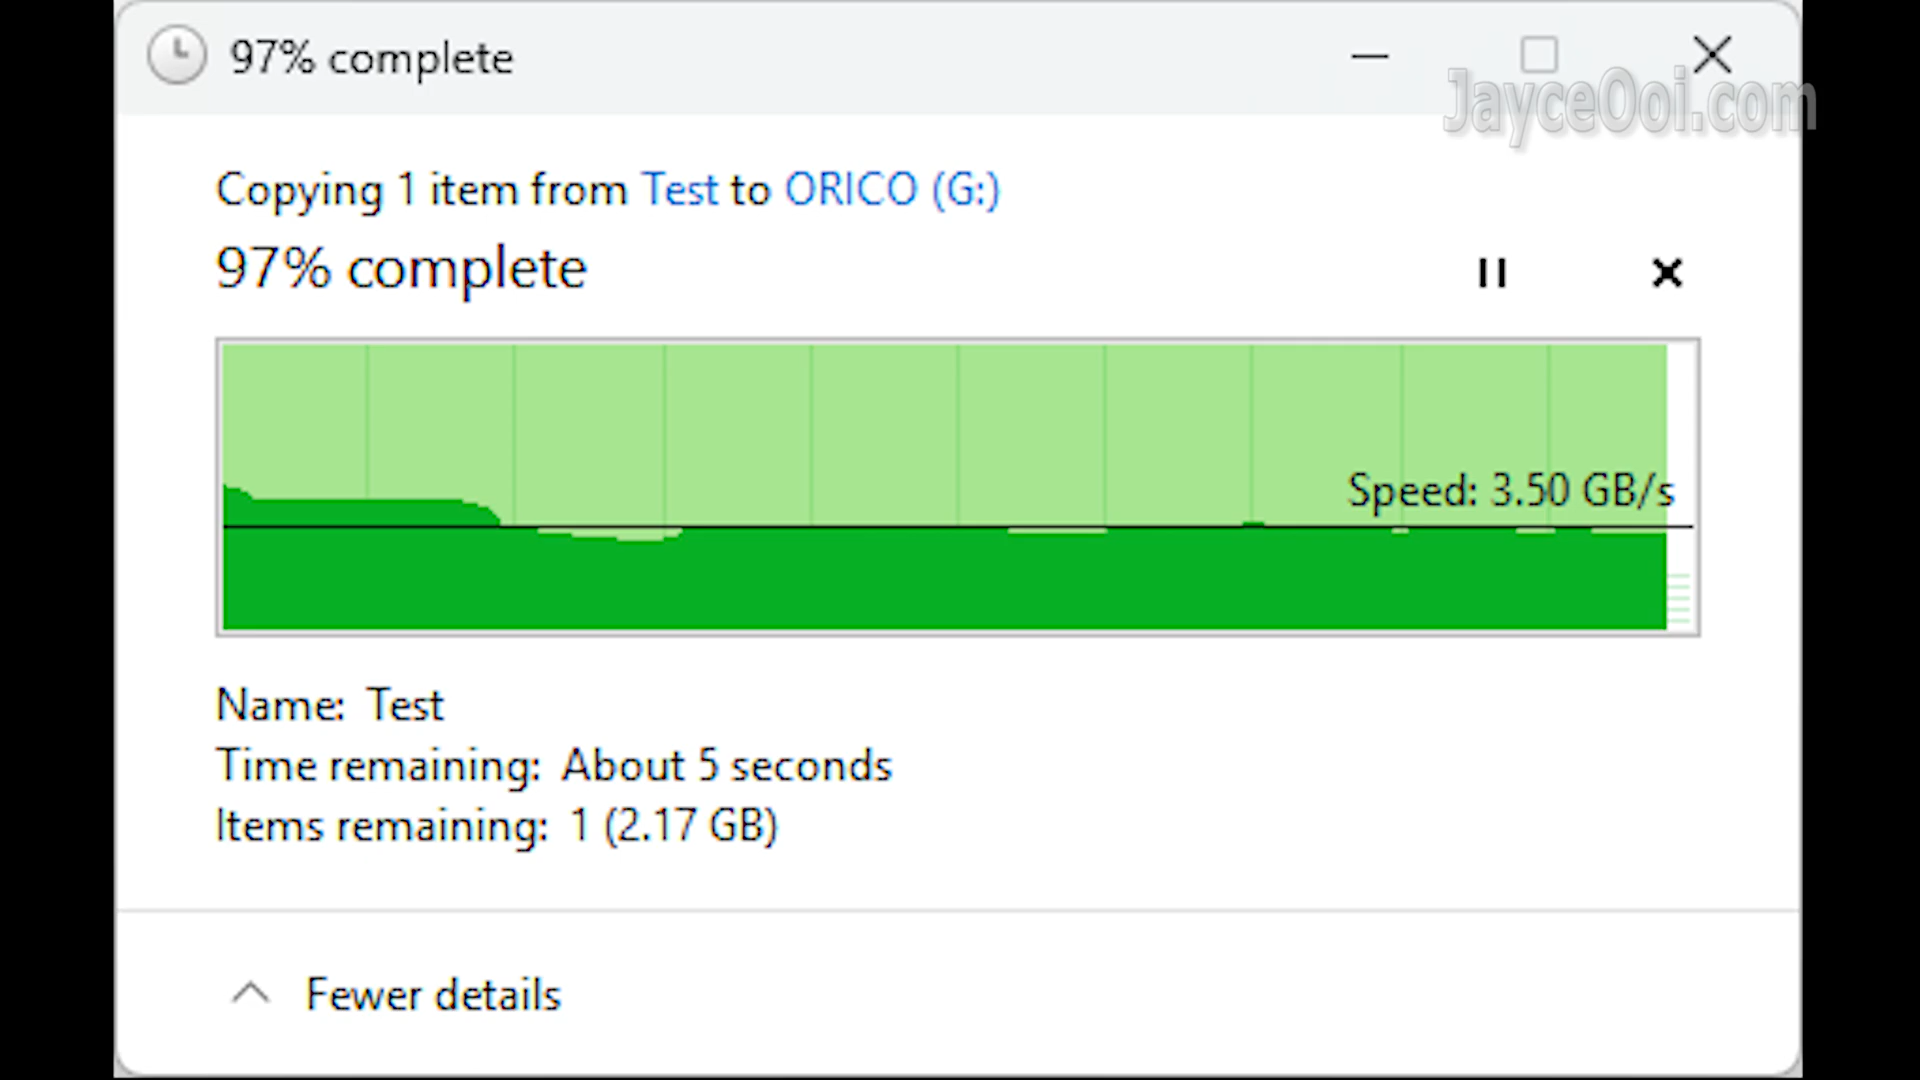 97% complete
JayceOoi.com
Copying 1 item from Test to ORICO (G:)
97% complete
Speed: 3.50 GB/s
Name: Test
Time remaining: About 5 seconds
Items remaining: 1 (2.17 GB)
Fewer details